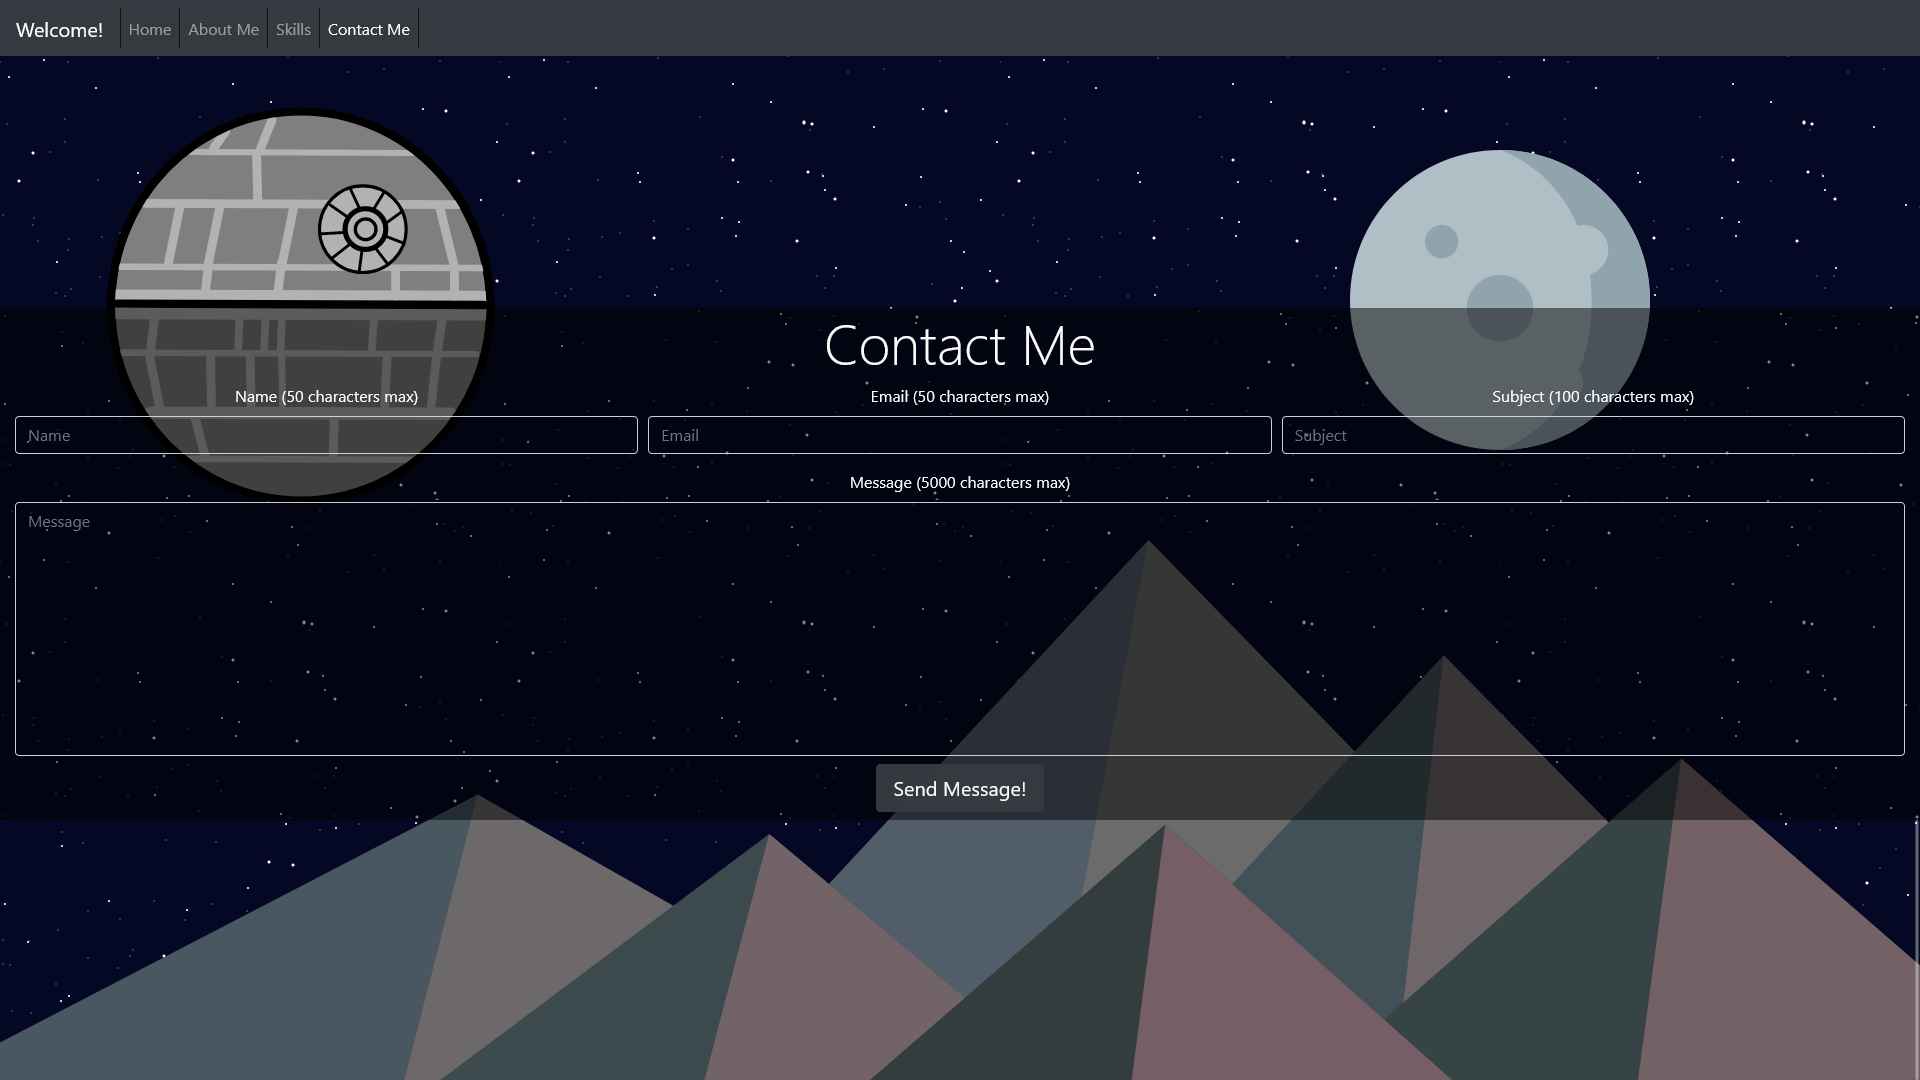 Welcome! Home About Me Skills Contact Me
Contact Me
Name (50 characters max) Email (50 characters max) Subject (100 characters max)
Name Email Subject
Message (5000 characters max)
Message
Send Message!